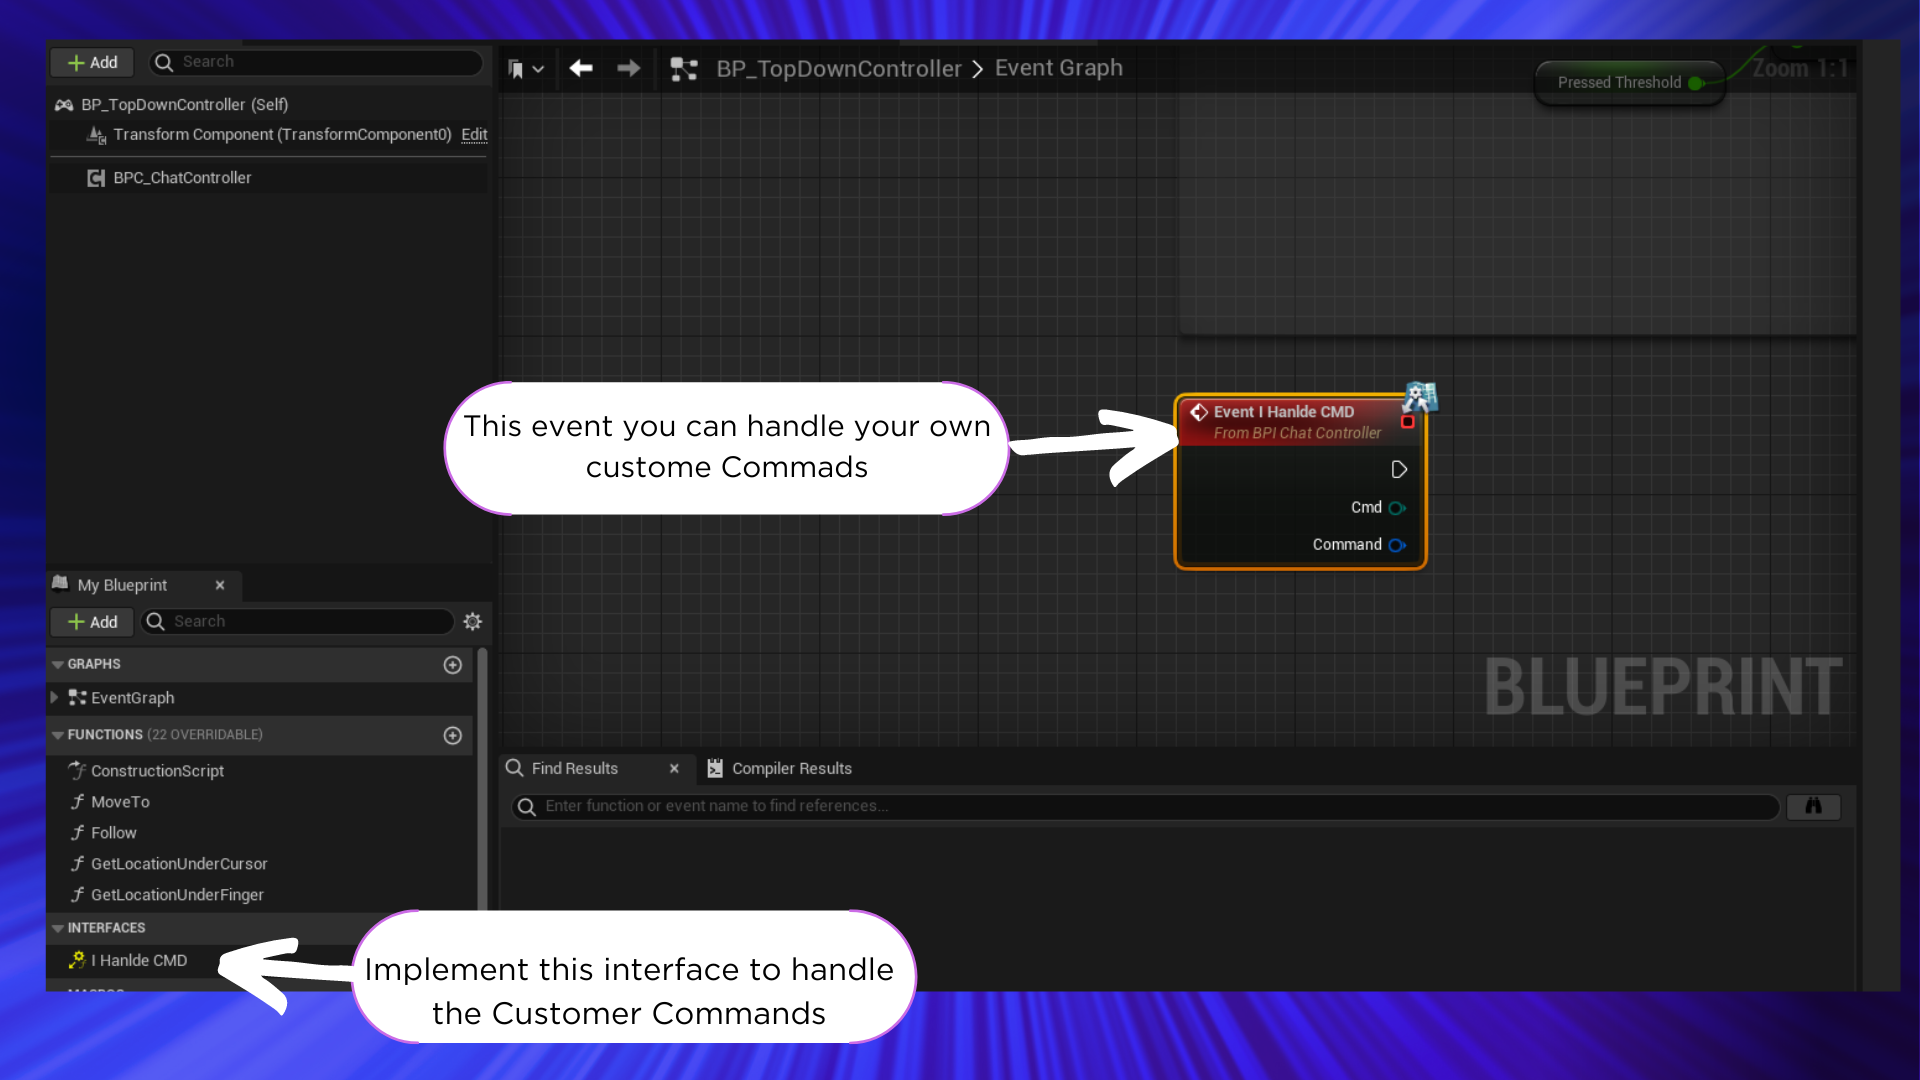 Add
Search
BP_TopDownController (Self)
Transform Component (TransformComponent0) Edit
BPC_ChatController
BP_TopDownController > Event Graph
Zoom 1:1
Pressed Threshold
This event you can handle your own
custome Commads
Event I Hanlde CMD
From BPI Chat Controller
Cmd
Command
BLUEPRINT
My Blueprint
Add
Search
GRAPHS
EventGraph
FUNCTIONS (22 OVERRIDABLE)
ConstructionScript
MoveTo
Follow
GetLocationUnderCursor
GetLocationUnderFinger
INTERFACES
I Hanlde CMD
Find Results
Compiler Results
Enter function or event name to find references...
Implement this interface to handle
the Customer Commands